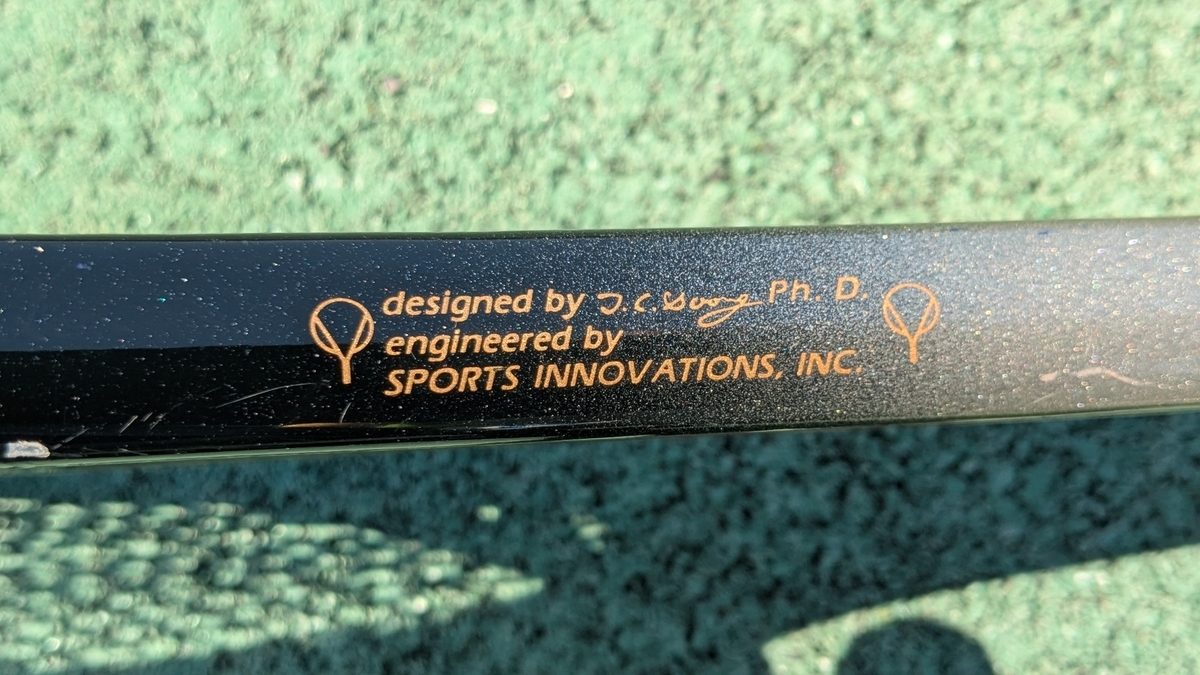 designed by J.C. Ph. D.
engineered by
SPORTS INNOVATIONS, INC.